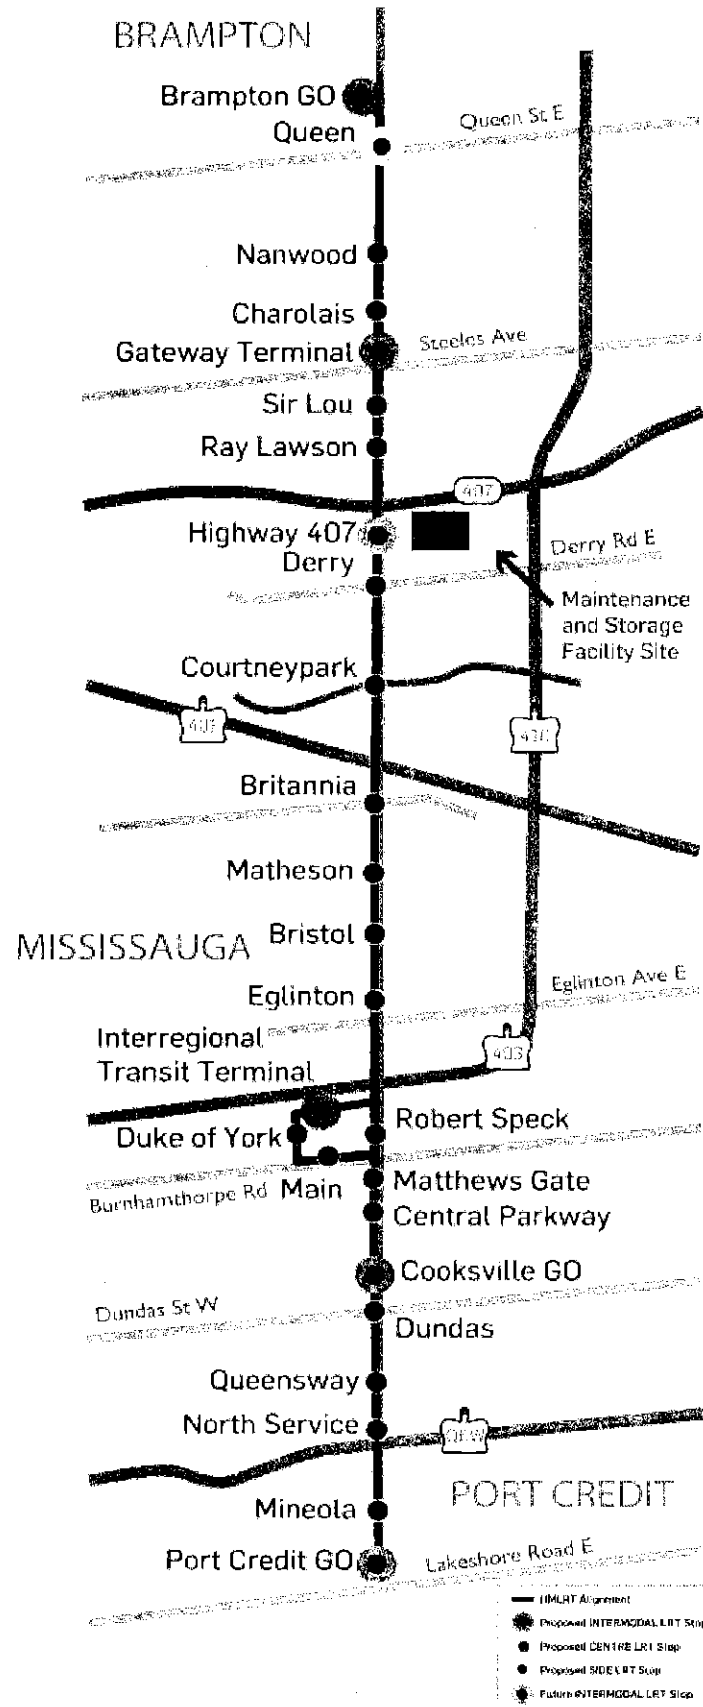 BRAMPTON
Brampton GO
Queen
Queen St E
Nanwood
Charolais
Gateway Terminal
Steeles Ave
Sir Lou
Ray Lawson
407
Highway 407
Derry
Derry Rd E
Maintenance
and Storage
Facility Site
Courtneypark
401
410
Britannia
Matheson
MISSISSAUGA
Bristol
Eglinton
Eglinton Ave E
Interregional
Transit Terminal
403
Duke of York
Robert Speck
Burnhamthorpe Rd
Main
Matthews Gate
Central Parkway
Cooksville GO
Dundas St W
Dundas
Queensway
North Service
QEW
PORT CREDIT
Mineola
Port Credit GO
Lakeshore Road E
HMLRT Alignment
Proposed INTERMODAL LRT Stop
Proposed CENTRE LRT Stop
Proposed SIDE LRT Stop
Future INTERMODAL LRT Stop